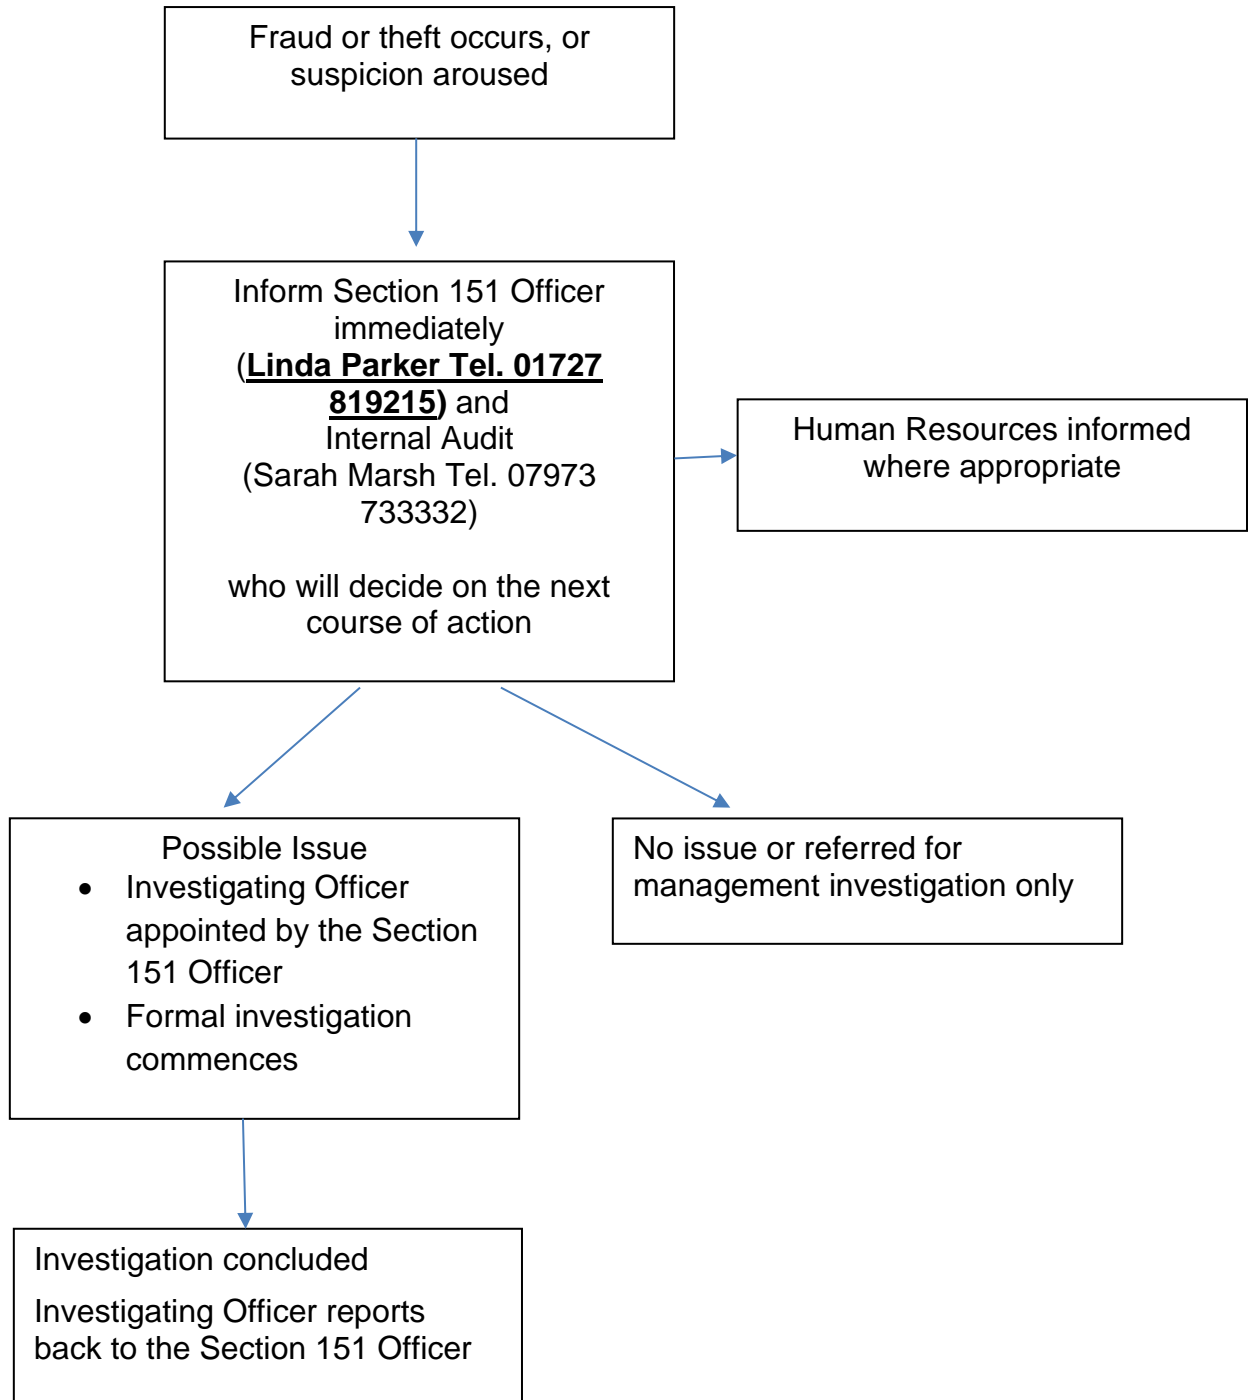 Fraud or theft occurs, or
suspicion aroused
Inform Section 151 Officer
immediately
(Linda Parker Tel. 01727
819215) and
Internal Audit
(Sarah Marsh Tel. 07973
733332)
who will decide on the next
course of action
Human Resources informed
where appropriate
Possible Issue
• Investigating Officer
appointed by the Section
151 Officer
• Formal investigation
commences
No issue or referred for
management investigation only
Investigation concluded
Investigating Officer reports
back to the Section 151 Officer